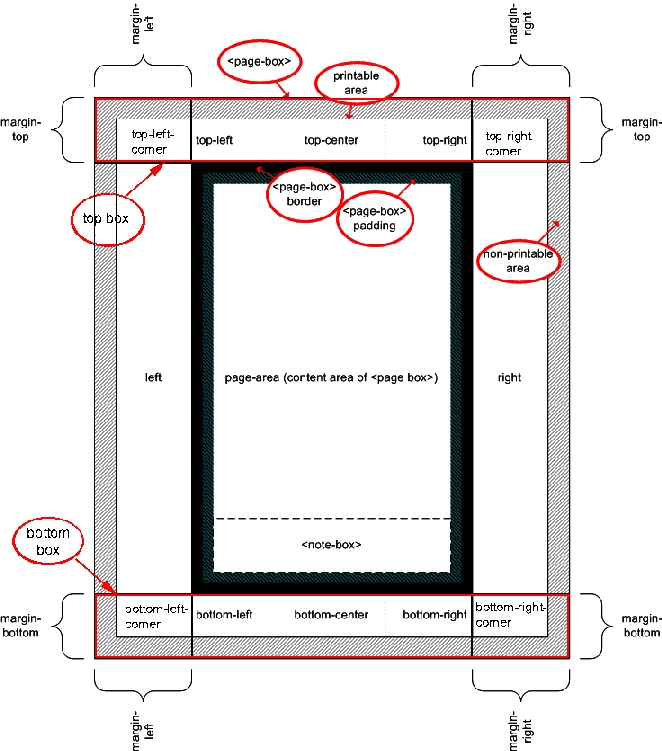 margin-
left
margin-
right
<page-box>
printable
area
margin-
top
margin-
top
top-left-
corner
top-left
top-center
top-right
top-right
corner
top box
<page-box>
border
<page-box>
padding
non-printable
area
left
page-area (content area of <page box>)
right
bottom
box
<note-box>
margin-
bottom
bottom-left-
corner
bottom-left
bottom-center
bottom-right
bottom-right-
corner
margin-
bottom
margin-
left
margin-
right